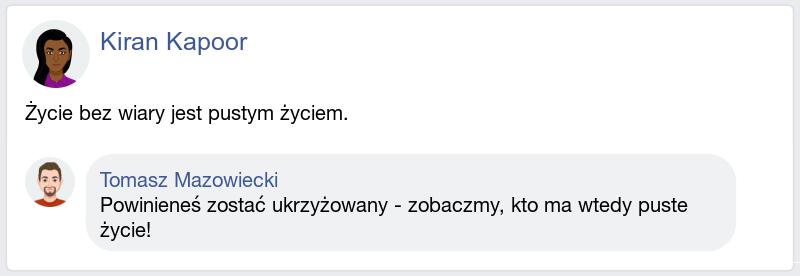 Kiran Kapoor
Życie bez wiary jest pustym życiem.
Tomasz Mazowiecki
Powinieneś zostać ukrzyżowany - zobaczmy, kto ma wtedy puste
życie!